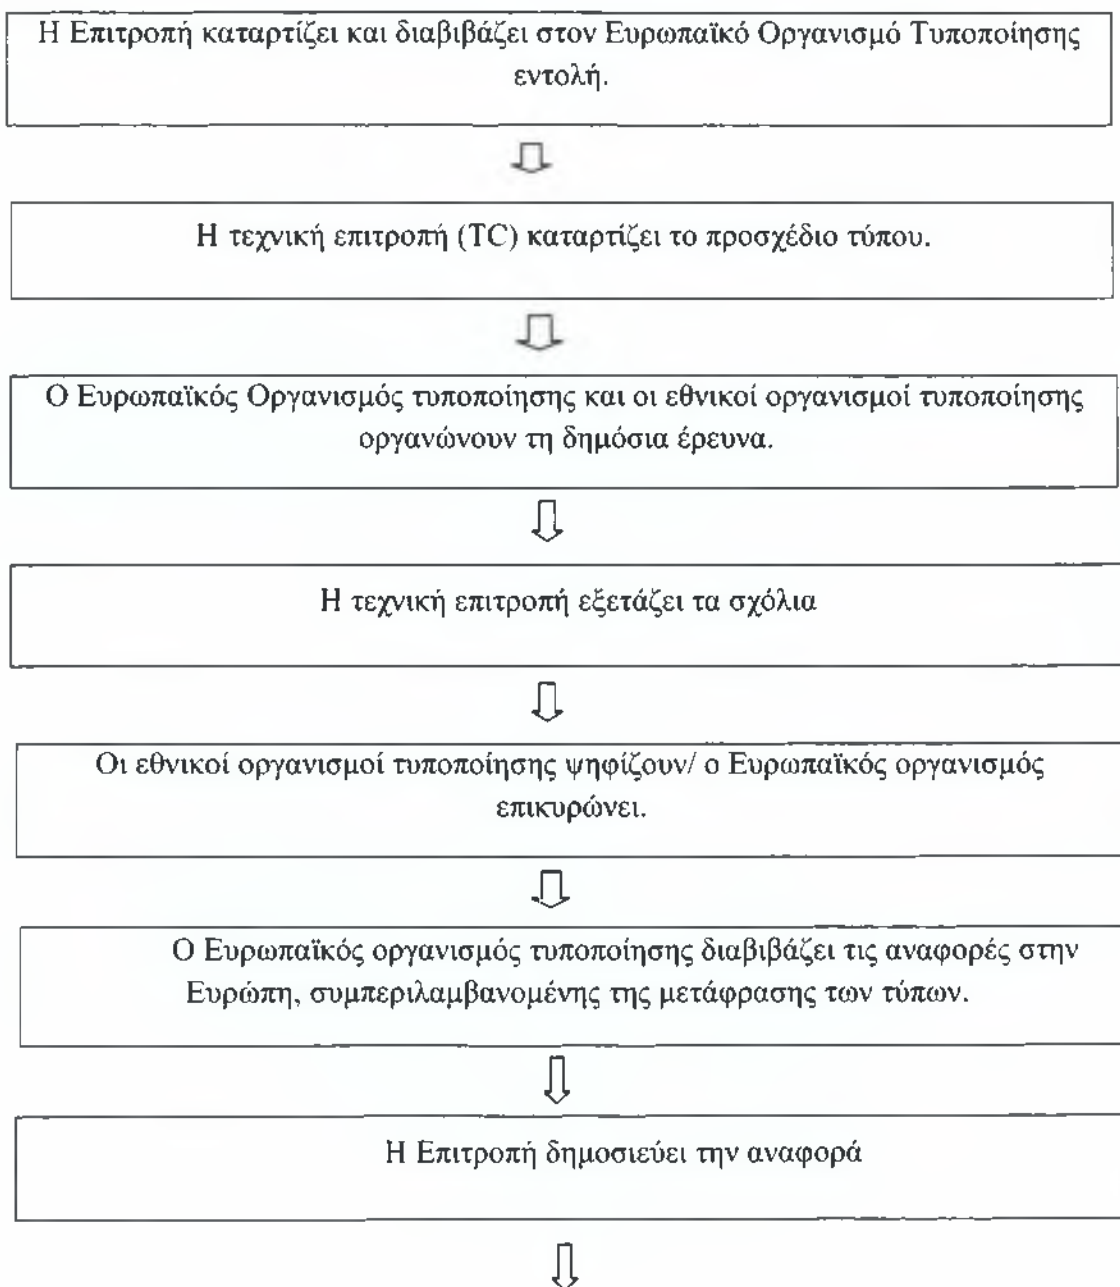 Η Επιτροπή καταρτίζει και διαβιβάζει στον Ευρωπαϊκό Οργανισμό Τυποποίησης
εντολή.
Η τεχνική επιτροπή (TC) καταρτίζει το προσχέδιο τύπου.
Ο Ευρωπαϊκός Οργανισμός τυποποίησης και οι εθνικοί οργανισμοί τυποποίησης
οργανώνουν τη δημόσια έρευνα.
Η τεχνική επιτροπή εξετάζει τα σχόλια
Οι εθνικοί οργανισμοί τυποποίησης ψηφίζουν/ ο Ευρωπαϊκός οργανισμός
επικυρώνει.
Ο Ευρωπαϊκός οργανισμός τυποποίησης διαβιβάζει τις αναφορές στην
Ευρώπη, συμπεριλαμβανομένης της μετάφρασης των τύπων.
Η Επιτροπή δημοσιεύει την αναφορά